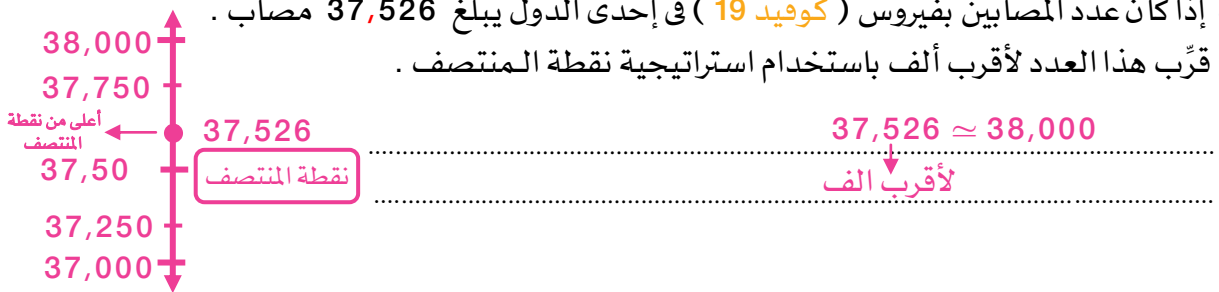 إذا كان عدد المصابين بفيروس ( كوفيد 19 ) فى إحدى الدول يبلغ 37,526 مصاب .
قرِّب هذا العدد لأقرب ألف باستخدام استراتيجية نقطة المنتصف .
38,000
37,750
أعلى من نقطة
المنتصف
37,526
37,526 ≃ 38,000
37,50
نقطة المنتصف
لأقرب الف
37,250
37,000